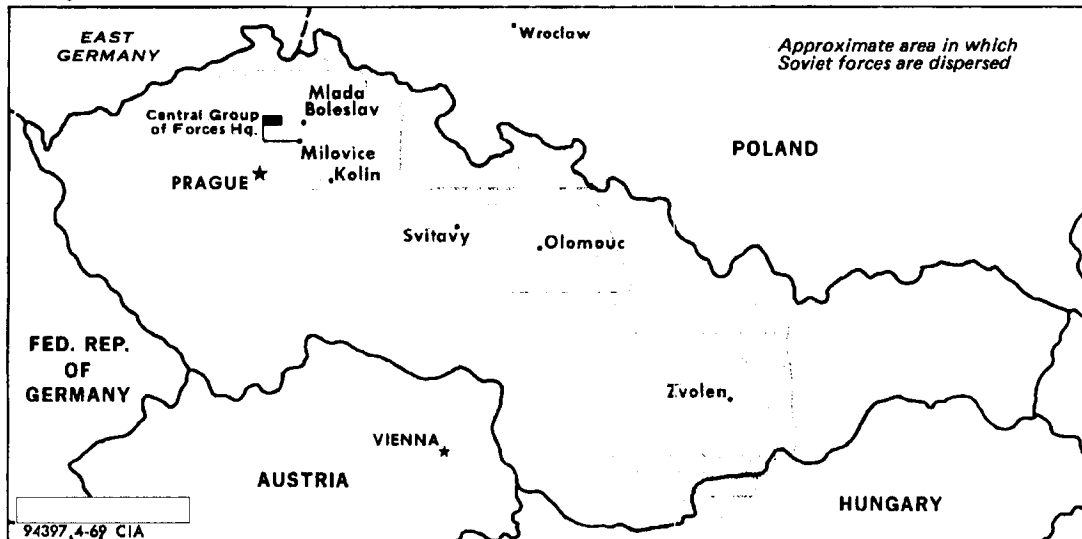 EAST
GERMANY
Wroclaw
Approximate area in which
Soviet forces are dispersed
Mlada
Boleslav
Central Group
of Forces Hq.
Milovice
PRAGUE
Kolin
POLAND
Svitavy
Olomouc
FED. REP.
OF
GERMANY
Zvolen
VIENNA
AUSTRIA
HUNGARY
94397 4-69 CIA